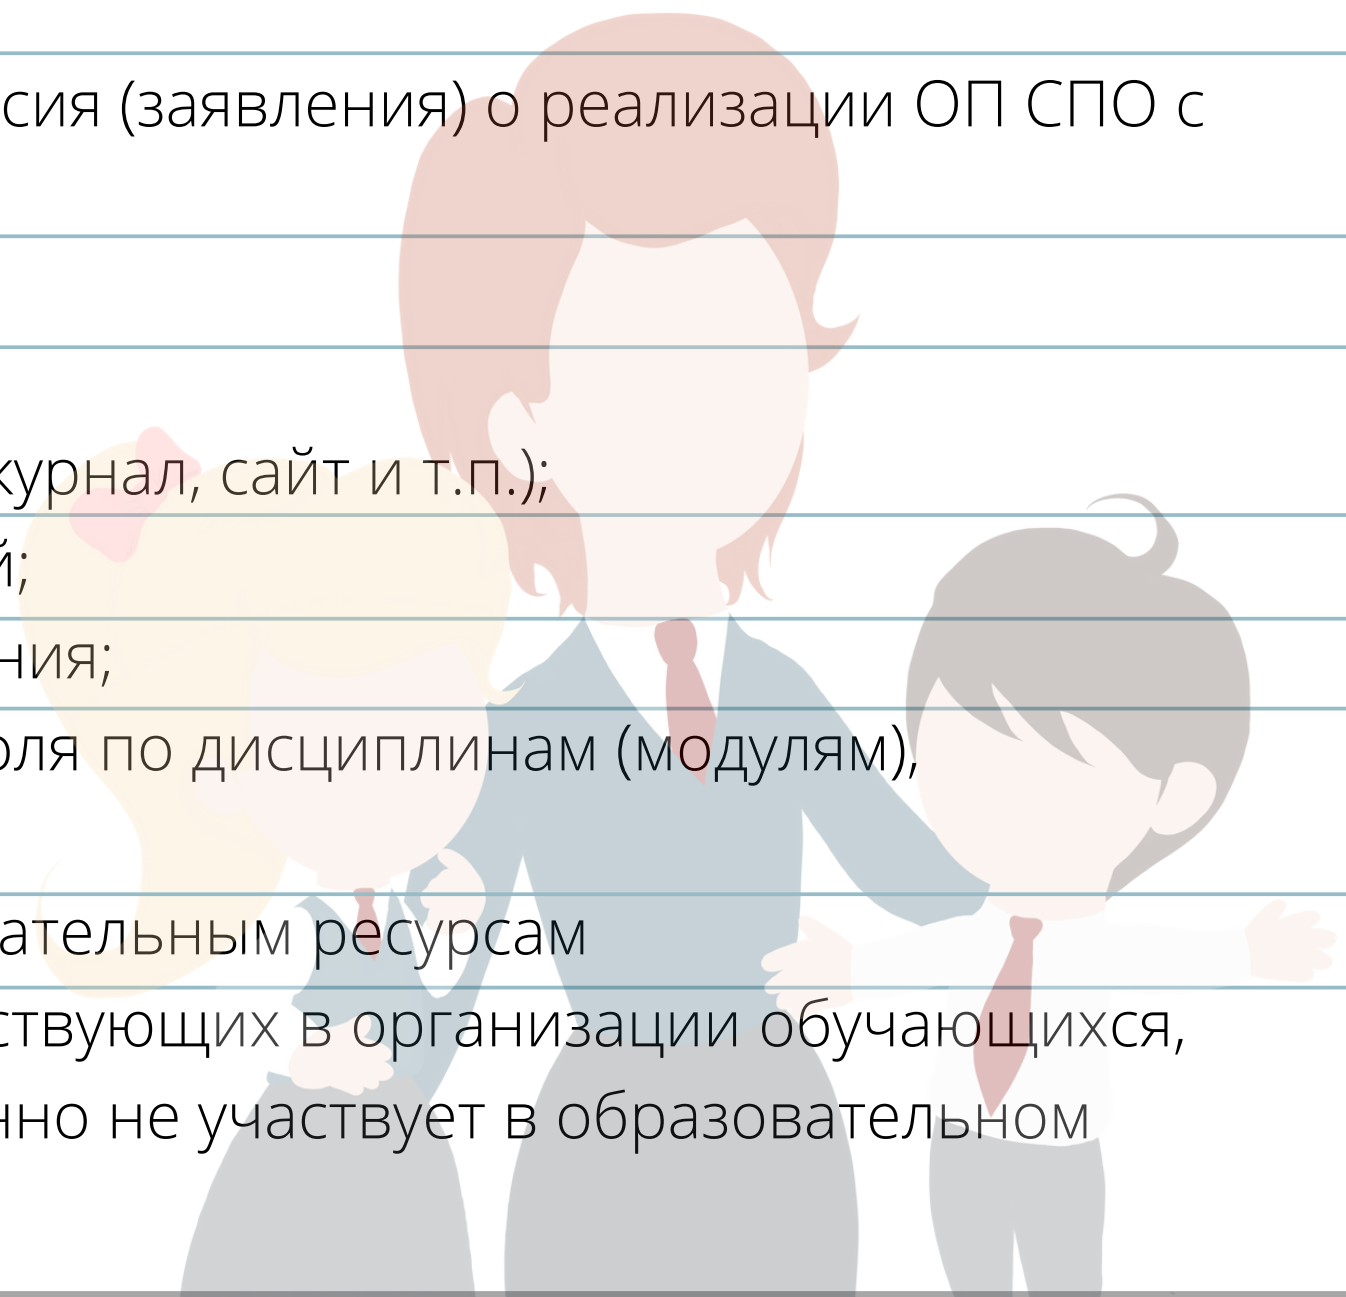 сия (заявления) о реализации ОП СПО с
курнал, сайт и т.п.);
й;
ния;
оля по дисциплинам (модулям),
ательным ресурсам
ствующих в организации обучающихся,
нно не участвует в образовательном